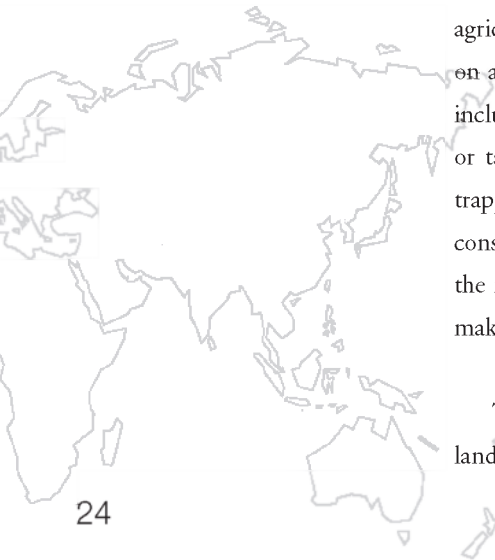 agric
on a
inclu
or ta
trap
cons
the
mak
land
24